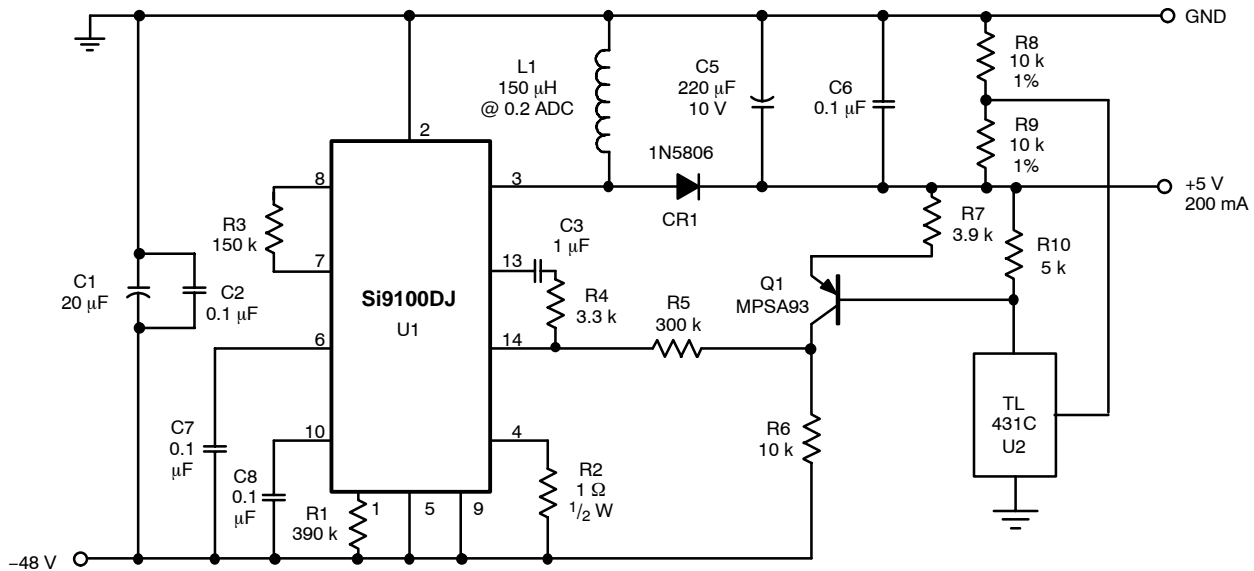 GND
R8
10 k
1%
L1
150 μH
@ 0.2 ADC
C5
220 μF
10 V
C6
0.1 μF
R9
10 k
1%
2
1N5806
CR1
8
3
+5 V
200 mA
R3
150 k
R7
3.9 k
C3
1 μF
R10
5 k
7
13
C1
20 μF
C2
0.1 μF
Si9100DJ
U1
R4
3.3 k
Q1
MPSA93
R5
300 k
6
14
TL
431C
U2
C7
0.1
μF
10
4
R6
10 k
C8
0.1
μF
R2
1 Ω
1/2 W
R1
390 k
1
5
9
–48 V